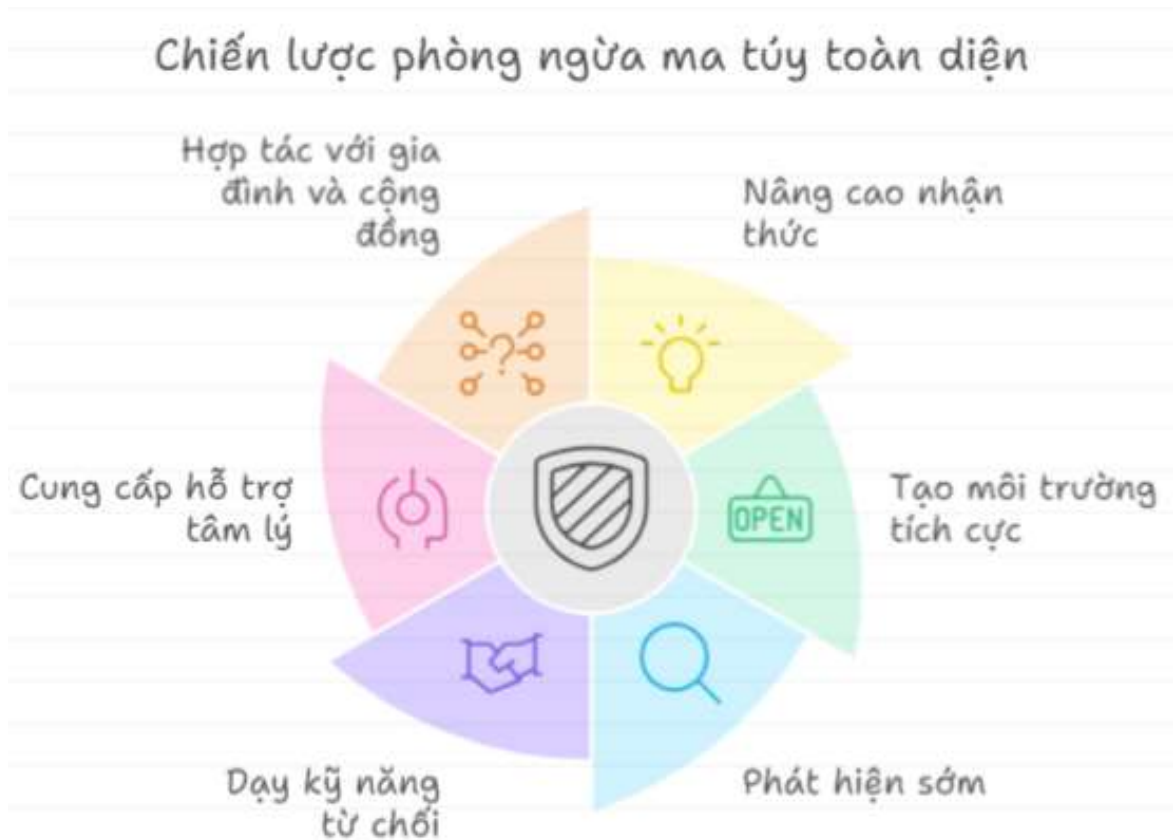 Chiến lược phòng ngừa ma túy toàn diện
Hợp tác với gia
đình và cộng
đồng
Nâng cao nhận
thức
Cung cấp hỗ trợ
tâm lý
OPEN
Tạo môi trường
tích cực
Dạy kỹ năng
từ chối
Phát hiện sớm